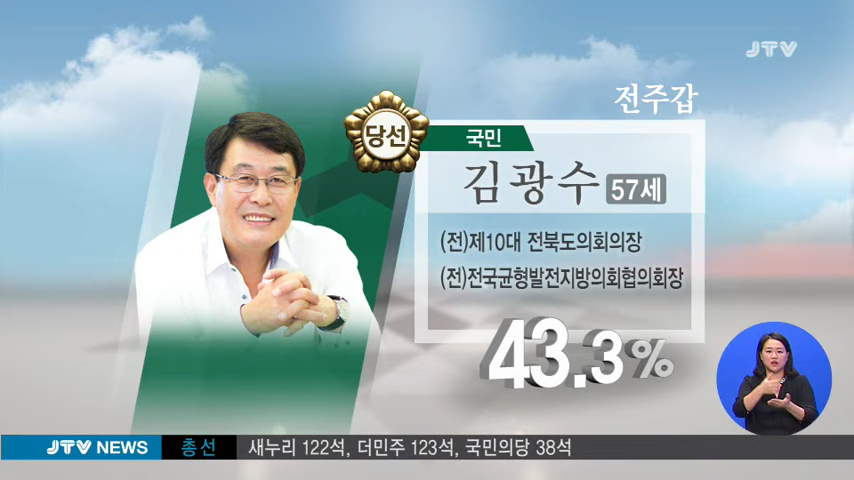 JTV
전주갑
당선
국민
김광수 57세
(전)제10대 전북도의회의장
(전)전국균형발전지방의회협의회장
43.3%
JTV NEWS 총선 새누리 122석, 더민주 123석, 국민의당 38석